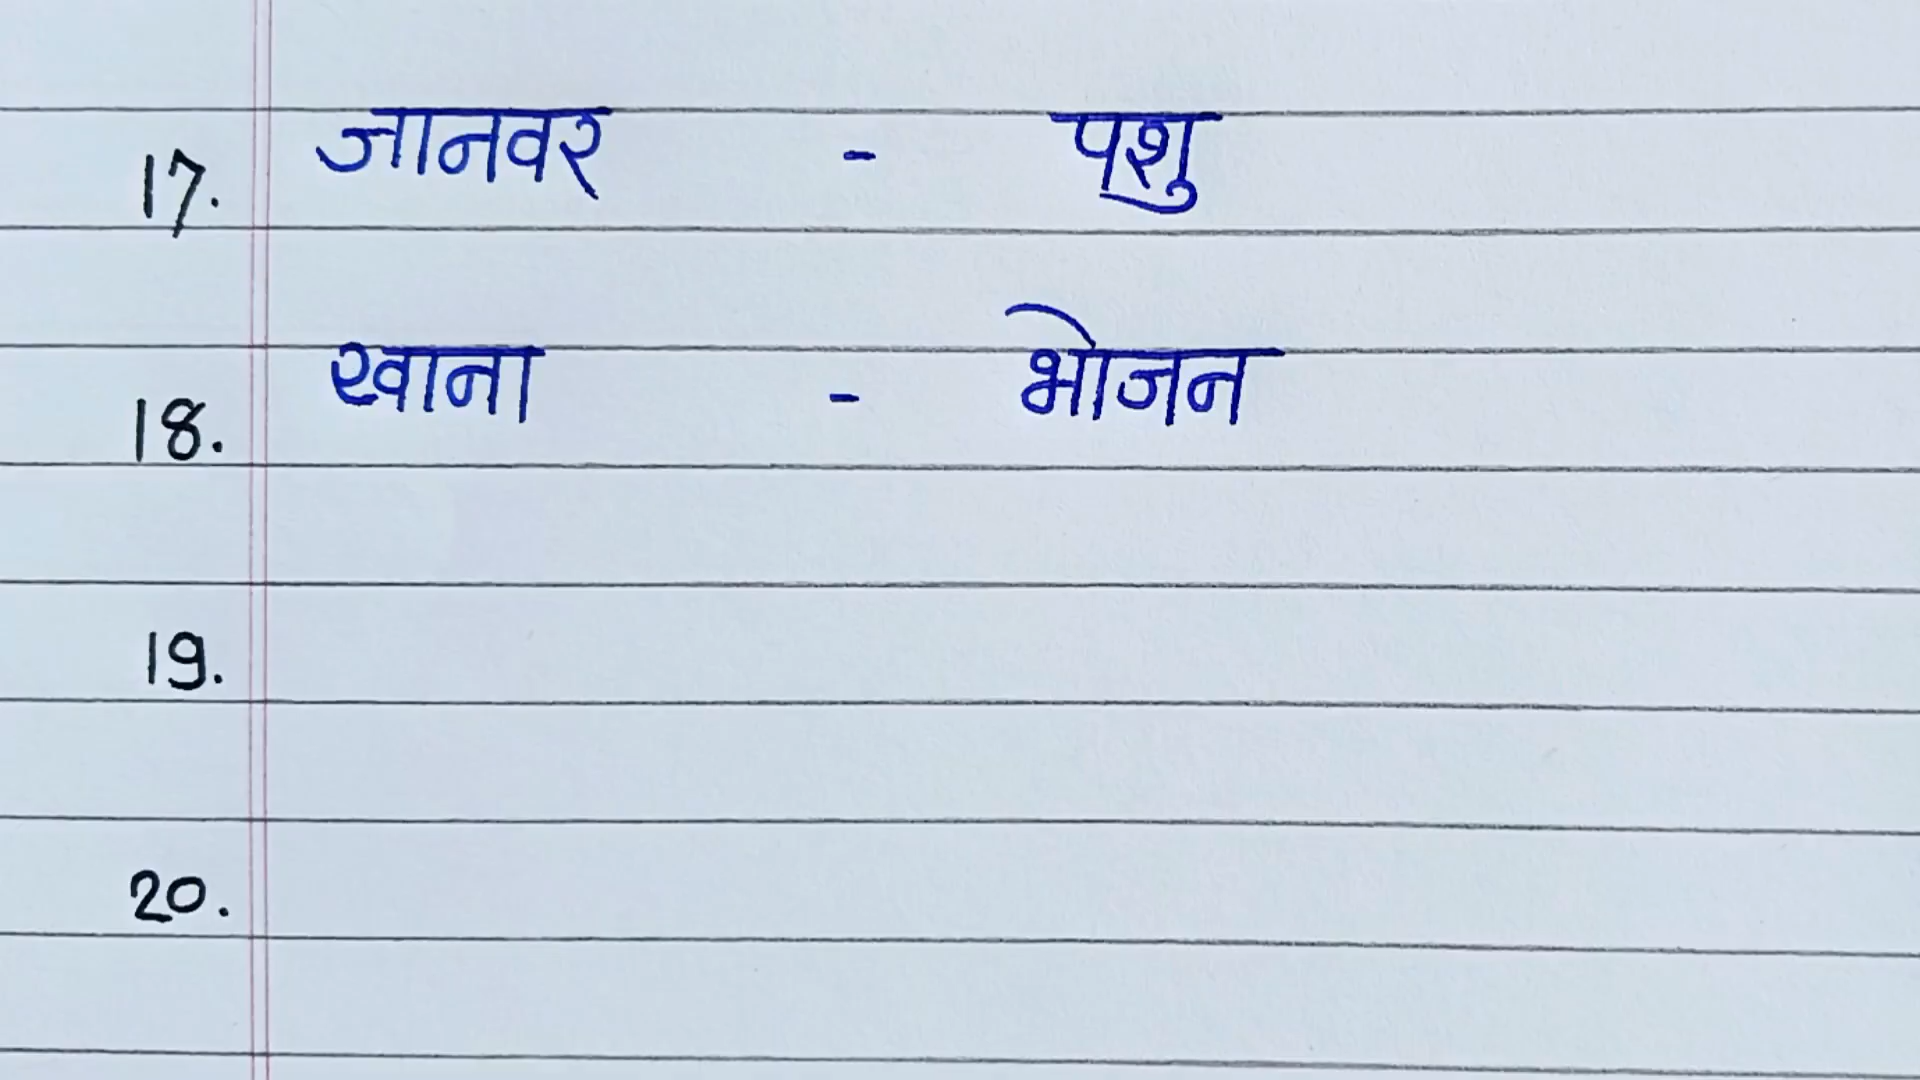 17. जानवर - पशु
18. खाना - भोजन
19.
20.